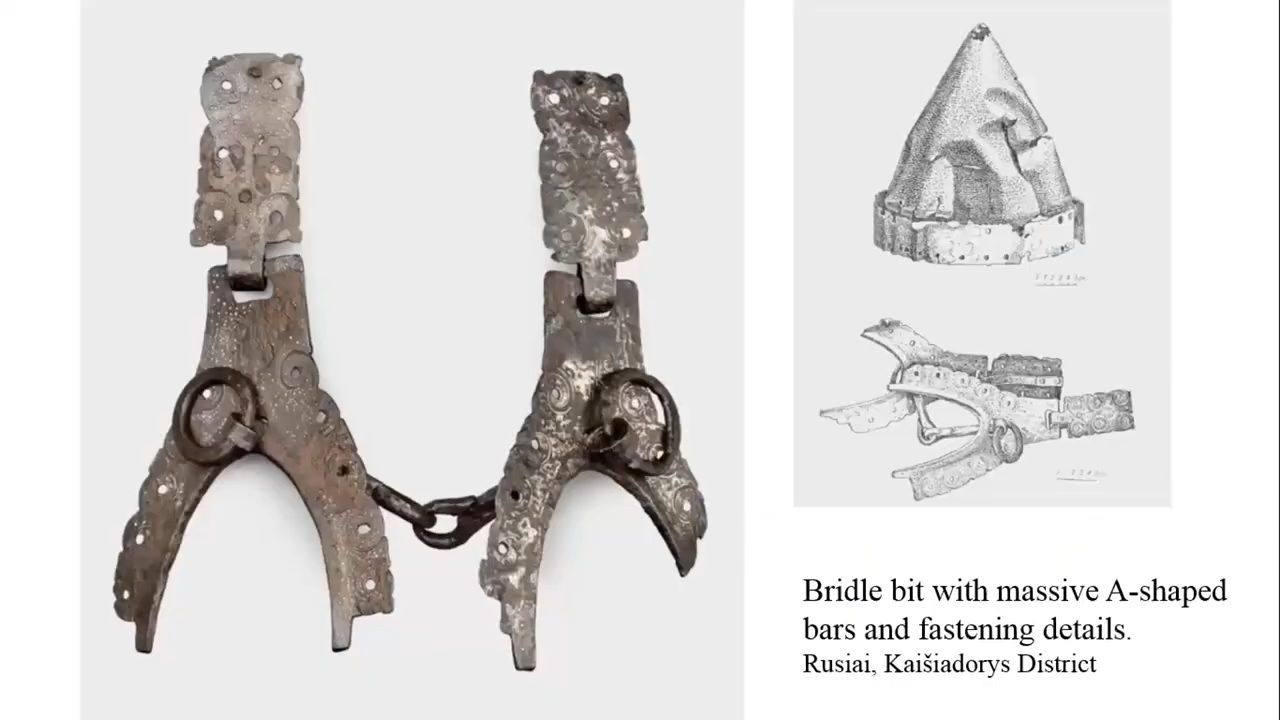 Bridle bit with massive A-shaped
bars and fastening details.
Rusiai, Kaišiadorys District